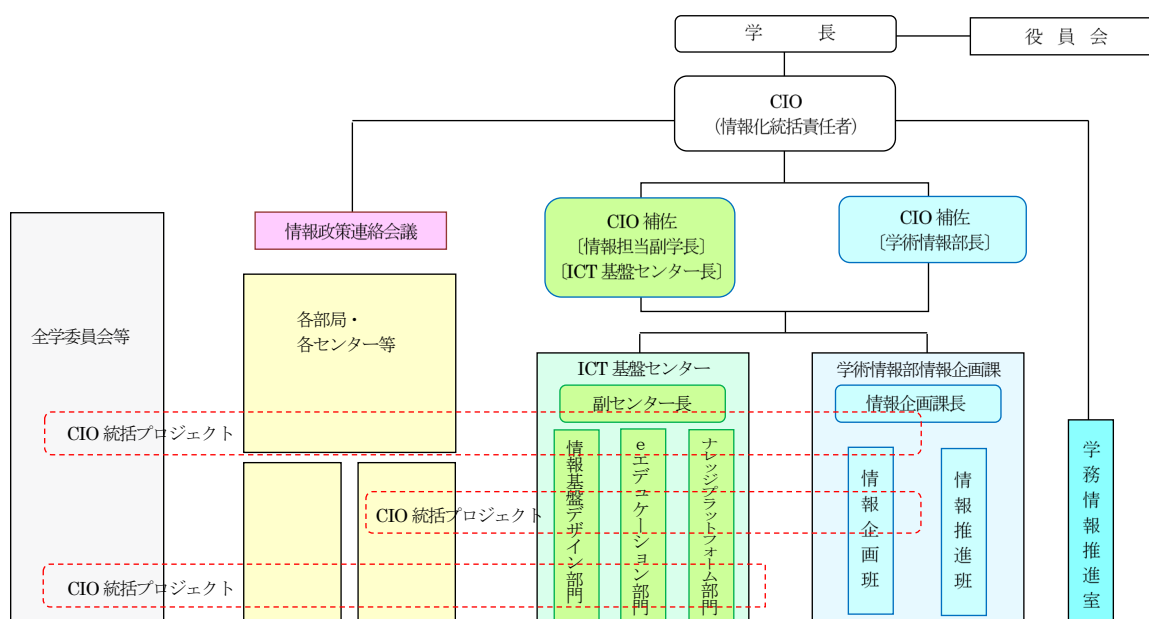 学　長
役 員 会
CIO
（情報化統括責任者）
情報政策連絡会議
CIO 補佐
〔情報担当副学長〕
〔ICT 基盤センター長〕
CIO 補佐
〔学術情報部長〕
全学委員会等
各部局・
各センター等
ICT 基盤センター
副センター長
学術情報部情報企画課
情報企画課長
CIO 統括プロジェクト
情報基盤デザイン部門
eエデュケーション部門
ナレッジプラットフォーム部門
情報企画班
情報推進班
学務情報推進室
CIO 統括プロジェクト
CIO 統括プロジェクト